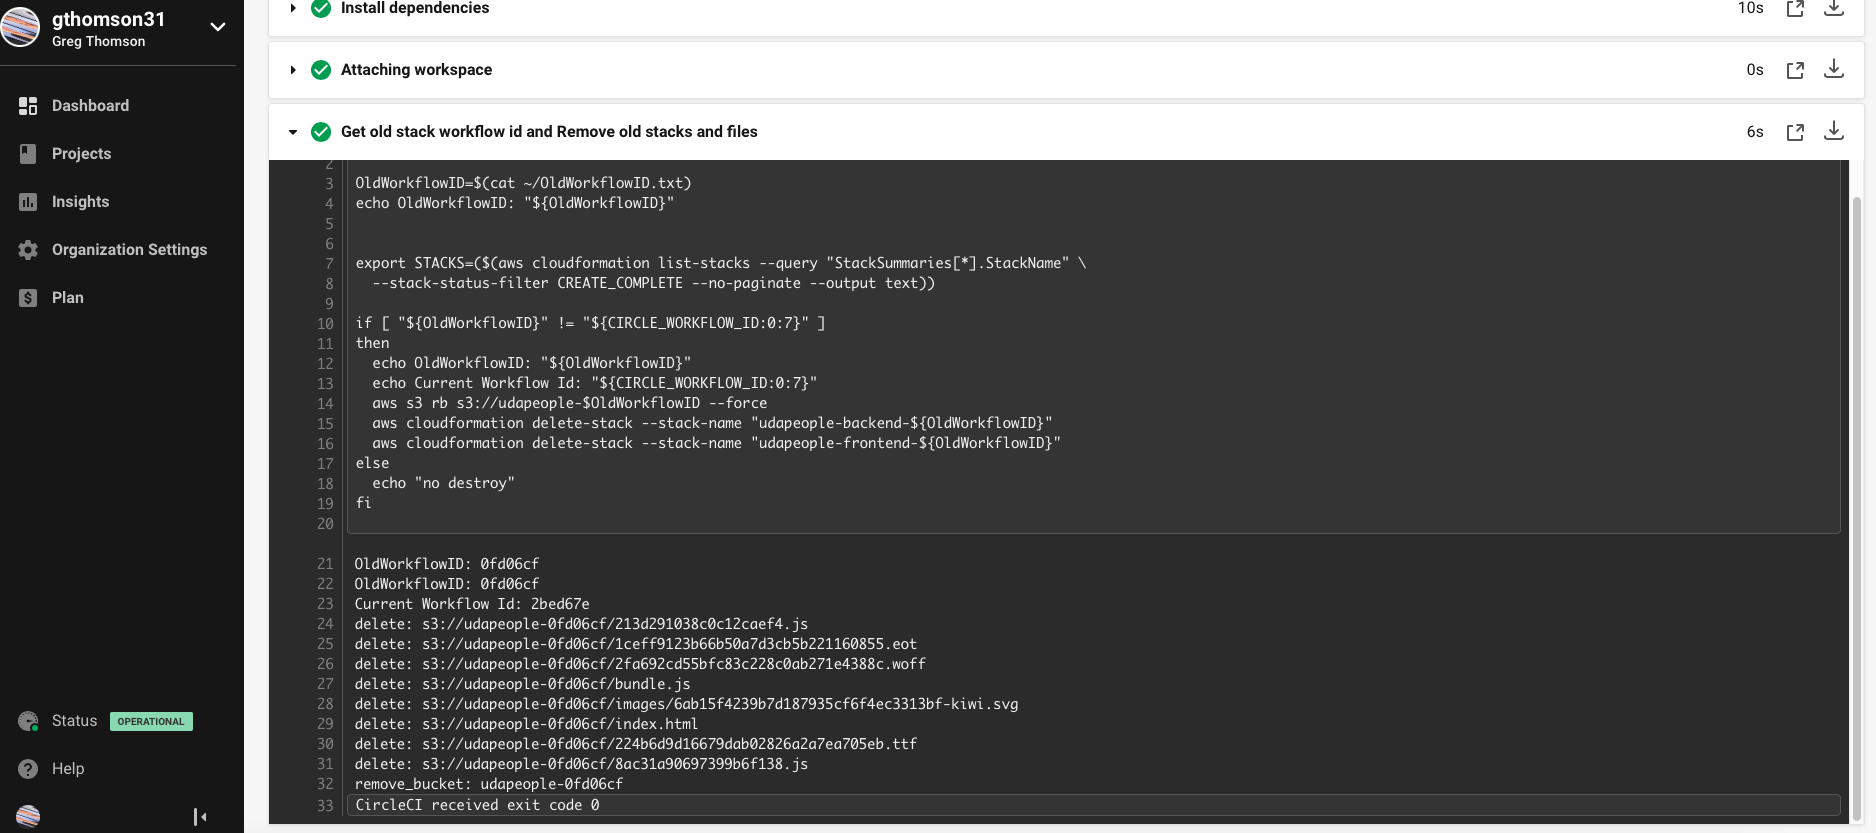 gthomson31
Greg Thomson
Dashboard
Projects
Insights
Organization Settings
$ Plan
Status OPERATIONAL
? Help
Install dependencies 10s
Attaching workspace 0s
Get old stack workflow id and Remove old stacks and files 6s
2
3 OldWorkflowID=$(cat ~/OldWorkflowID.txt)
4 echo OldWorkflowID: "${OldWorkflowID}"
5
6
7 export STACKS=($(aws cloudformation list-stacks --query "StackSummaries[*].StackName" \
8   --stack-status-filter CREATE_COMPLETE --no-paginate --output text))
9
10 if [ "${OldWorkflowID}" != "${CIRCLE_WORKFLOW_ID:0:7}" ]
11 then
12   echo OldWorkflowID: "${OldWorkflowID}"
13   echo Current Workflow Id: "${CIRCLE_WORKFLOW_ID:0:7}"
14   aws s3 rb s3://udapeople-$OldWorkflowID --force
15   aws cloudformation delete-stack --stack-name "udapeople-backend-${OldWorkflowID}"
16   aws cloudformation delete-stack --stack-name "udapeople-frontend-${OldWorkflowID}"
17 else
18   echo "no destroy"
19 fi
20
21 OldWorkflowID: 0fd06cf
22 OldWorkflowID: 0fd06cf
23 Current Workflow Id: 2bed67e
24 delete: s3://udapeople-0fd06cf/213d291038c0c12caef4.js
25 delete: s3://udapeople-0fd06cf/1ceff9123b66b50a7d3cb5b221160855.eot
26 delete: s3://udapeople-0fd06cf/2fa692cd55bfc83c228c0ab271e4388c.woff
27 delete: s3://udapeople-0fd06cf/bundle.js
28 delete: s3://udapeople-0fd06cf/images/6ab15f4239b7d187935cf6f4ec3313bf-kiwi.svg
29 delete: s3://udapeople-0fd06cf/index.html
30 delete: s3://udapeople-0fd06cf/224b6d9d16679dab02826a2a7ea705eb.ttf
31 delete: s3://udapeople-0fd06cf/8ac31a90697399b6f138.js
32 remove_bucket: udapeople-0fd06cf
33 CircleCI received exit code 0